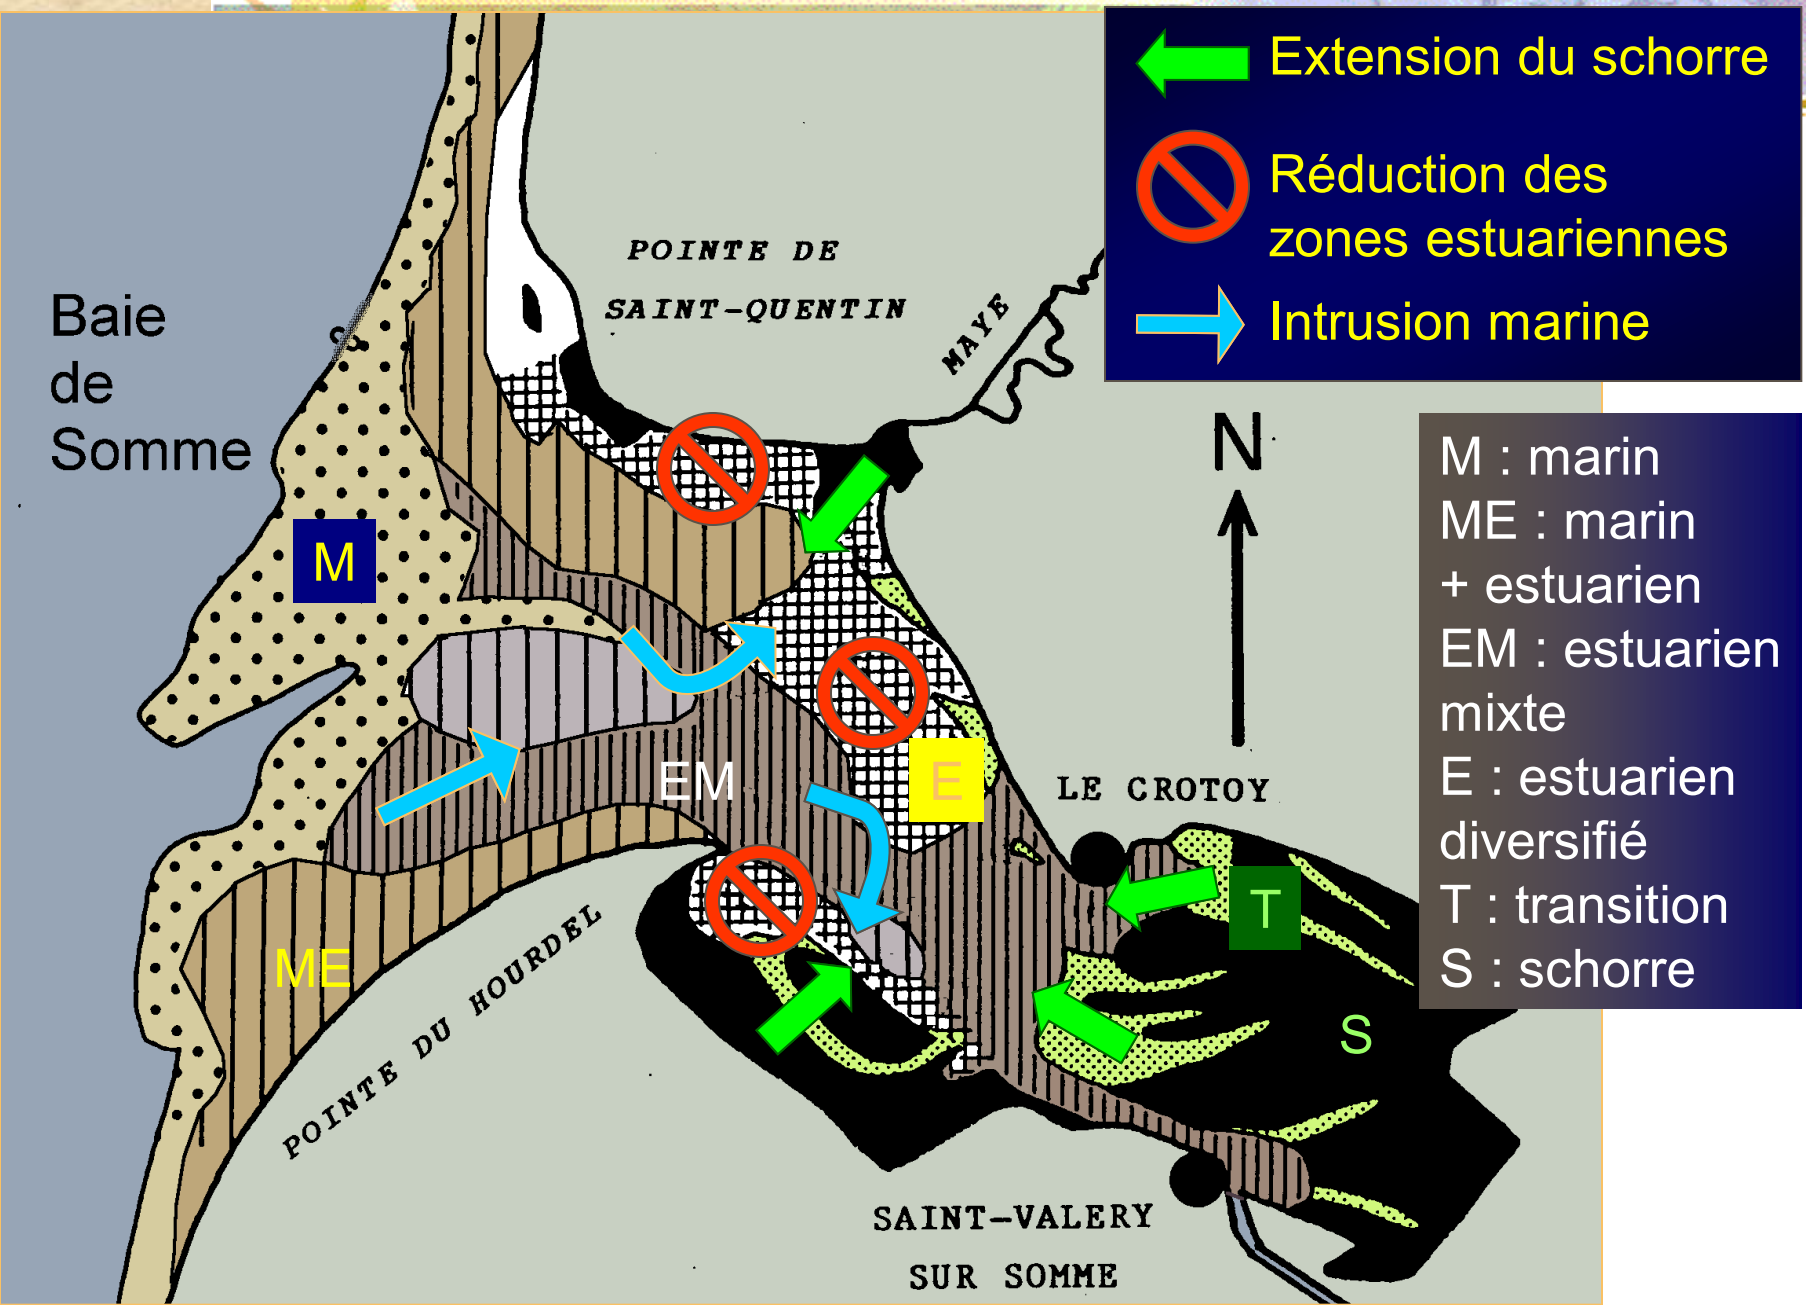 Extension du schorre
Réduction des
zones estuariennes
Intrusion marine
POINTE DE
SAINT-QUENTIN
MAYE
Baie
de
Somme
N
M : marin
ME : marin
+ estuarien
EM : estuarien
mixte
E : estuarien
diversifié
T : transition
S : schorre
M
EM
E
LE CROTOY
T
ME
S
POINTE DU HOURDEL
SAINT-VALERY
SUR SOMME